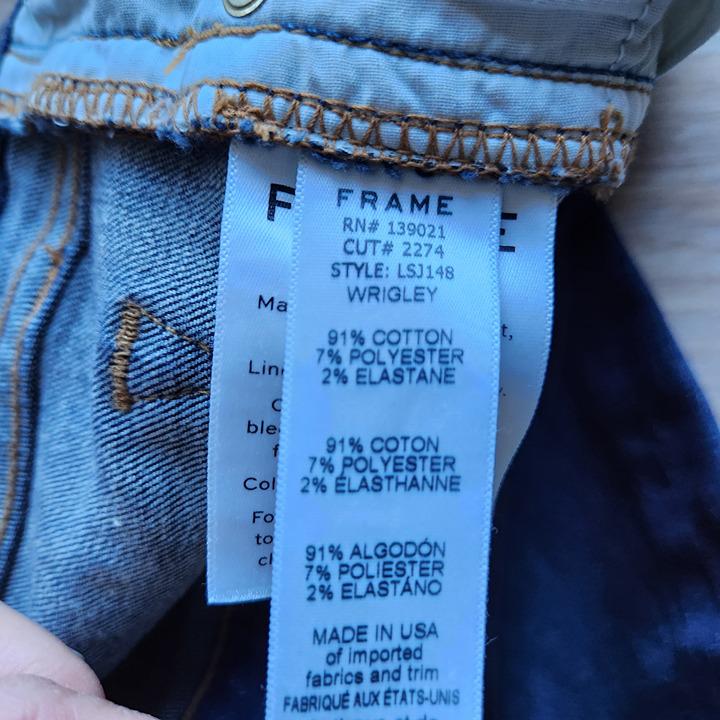 FRAME
RN# 139021
CUT# 2274
STYLE: LSJ148
WRIGLEY
91% COTTON
7% POLYESTER
2% ELASTANE
91% COTON
7% POLYESTER
2% ÉLASTHANNE
91% ALGODÓN
7% POLIESTER
2% ELASTÁNO
MADE IN USA
of imported
fabrics and trim
FABRIQUÉ AUX ÉTATS-UNIS